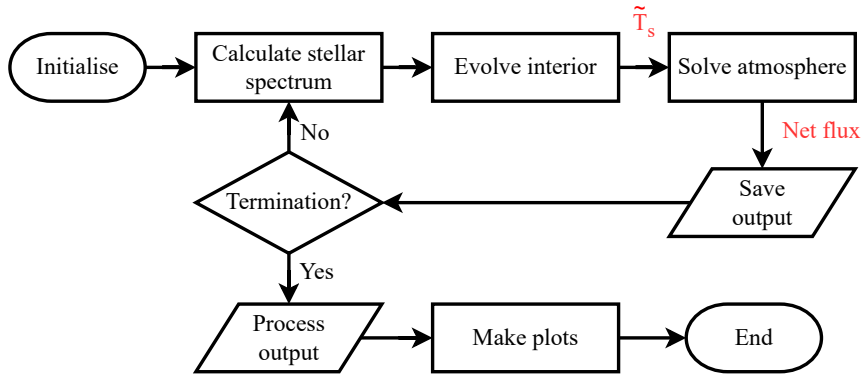 T̃ₛ
Initialise
Calculate stellar
spectrum
Evolve interior
Solve atmosphere
No
Net flux
Termination?
Save
output
Yes
Process
output
Make plots
End